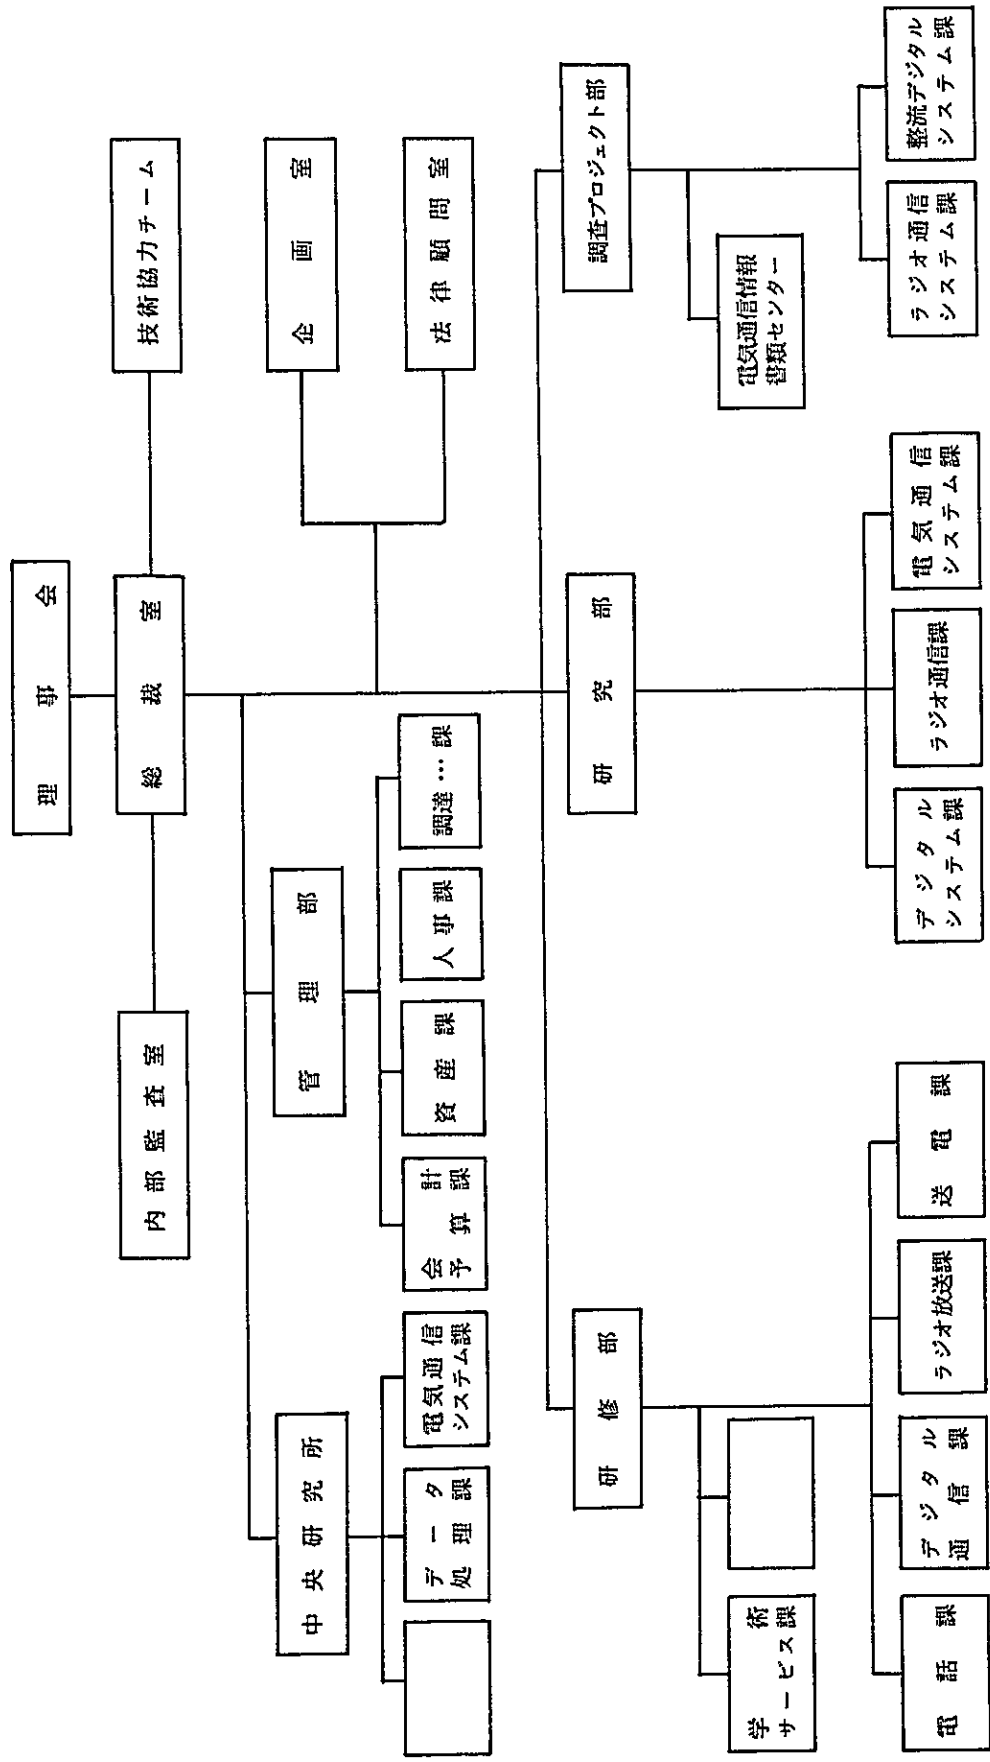 理事会
総裁室
内部監査室
技術協力チーム
企画室
法律顧問室
中央研究所
管理部
データ
処理課
電気通信
システム課
会計
予算課
資産課
人事課
調達…課
研修部
研究部
調査プロジェクト部
学術
サービス課
電気通信情報
書類センター
電話課
デジタル
通信課
ラジオ放送課
送電課
デジタル
システム課
ラジオ通信課
電気通信
システム課
ラジオ通信
システム課
整流デジタル
システム課